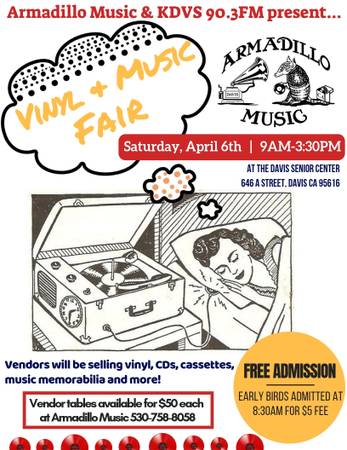 Armadillo Music & KDVS 90.3FM present...
VINYL + MUSIC
FAIR
ARMADILLO
MUSIC
Saturday, April 6th | 9AM-3:30PM
AT THE DAVIS SENIOR CENTER
646 A STREET, DAVIS CA 95616
Vendors will be selling vinyl, CDs, cassettes,
music memorabilia and more!
FREE ADMISSION
EARLY BIRDS ADMITTED AT
8:30AM FOR $5 FEE
Vendor tables available for $50 each
at Armadillo Music 530-758-8058